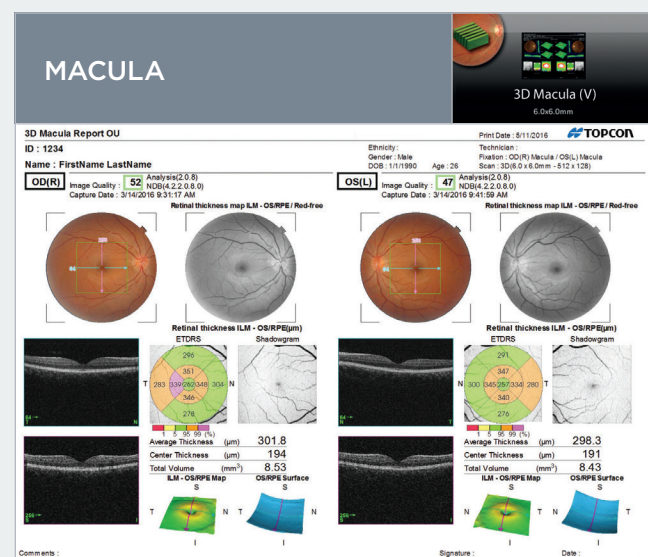 MACULA
3D Macula (V)
6.0x6.0mm
3D Macula Report OU
Print Date : 5/11/2016
TOPCON
ID : 1234
Ethnicity :
Technician :
Gender : Male
Fixation : OD(R) Macula / OS(L) Macula
Name : FirstName LastName
DOB : 1/1/1990 Age : 26
Scan : 3D(6.0 x 6.0mm - 512 x 128)
OD(R) Image Quality : 52 Analysis(2.0.8)
NDB(4.2.2.0.8.0)
Capture Date : 3/14/2016 9:31:17 AM
Retinal thickness map ILM - OS/RPE / Red-free
Retinal thickness ILM - OS/RPE(μm)
ETDRS Shadowgram
296
351
T 283 339 262 348 304 N
346
278
64
T N
1 5 95 99 (%)
Average Thickness (μm) 301.8
Center Thickness (μm) 194
Total Volume (mm³) 8.53
ILM - OS/RPE Map OS/RPE Surface
S S
T N T N
I I
Comments :
OS(L) Image Quality : 47 Analysis(2.0.8)
NDB(4.2.2.0.8.0)
Capture Date : 3/14/2016 9:41:59 AM
Retinal thickness map ILM - OS/RPE / Red-free
Retinal thickness ILM - OS/RPE(μm)
ETDRS Shadowgram
291
347
N 300 345 257 334 280 T
340
276
64
N T
1 5 95 99 (%)
Average Thickness (μm) 298.3
Center Thickness (μm) 191
Total Volume (mm³) 8.43
ILM - OS/RPE Map OS/RPE Surface
S S
N T N T
I I
Signature : Date :